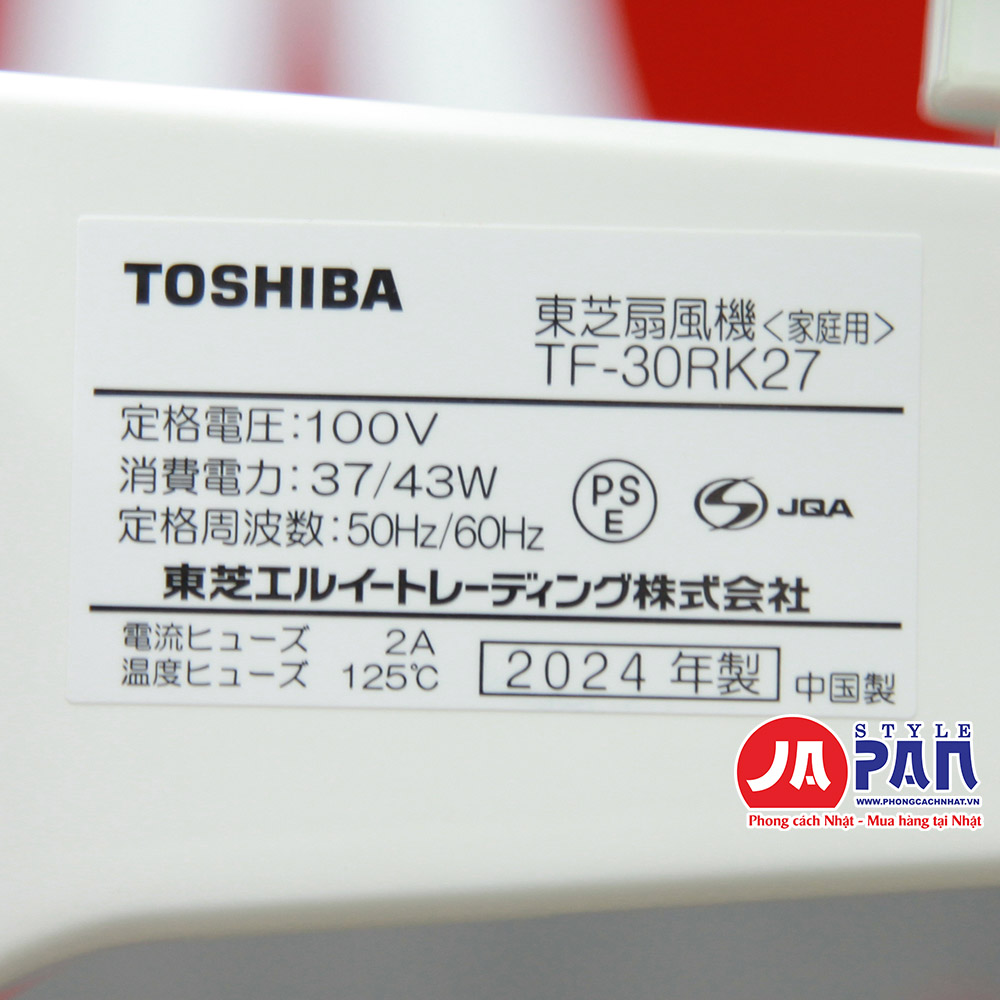 TOSHIBA
東芝扇風機<家庭用>
TF-30RK27
定格電圧:100V
消費電力:37/43W
定格周波数:50Hz/60Hz
PS
E
JQA
東芝エルイートレーディング株式会社
電流ヒューズ 2A
温度ヒューズ 125℃
2024 年製
中国製
STYLE
JAPAN
WWW.PHONGCACHNHAT.VN
Phong cách Nhật - Mua hàng tại Nhật